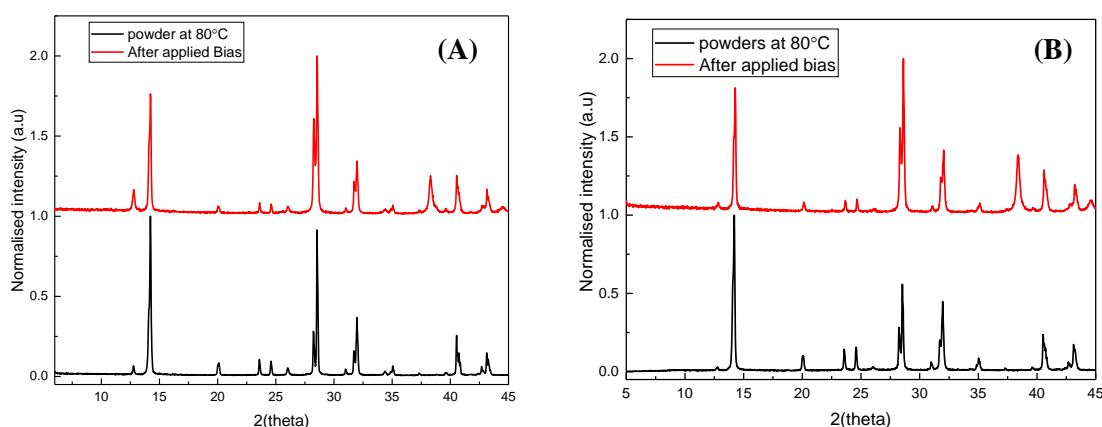 powder at 80°C
After applied Bias
(A)
Normalised intensity (a.u)
2.0
1.5
1.0
0.5
0.0
10
15
20
25
30
35
40
45
2(theta)
powders at 80°C
After applied bias
(B)
Normalised intensity (a.u)
2.0
1.5
1.0
0.5
0.0
5
10
15
20
25
30
35
40
45
2(theta)